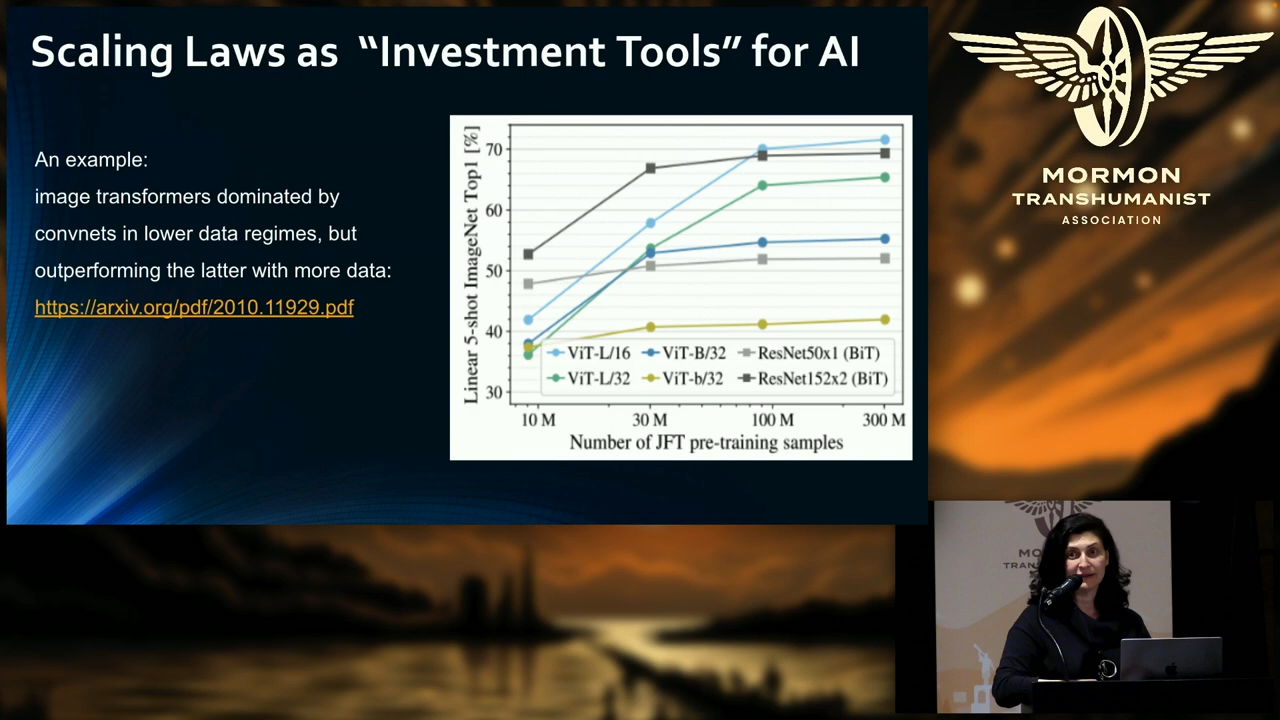 Scaling Laws as “Investment Tools” for AI
An example:
image transformers dominated by
convnets in lower data regimes, but
outperforming the latter with more data:
https://arxiv.org/pdf/2010.11929.pdf
Linear 5-shot ImageNet Top1 [%]
70
60
50
40
30
ViT-L/16 ViT-B/32 ResNet50x1 (BiT)
ViT-L/32 ViT-b/32 ResNet152x2 (BiT)
10 M 30 M 100 M 300 M
Number of JFT pre-training samples
MORMON
TRANSHUMANIST
ASSOCIATION
MO
TRAN